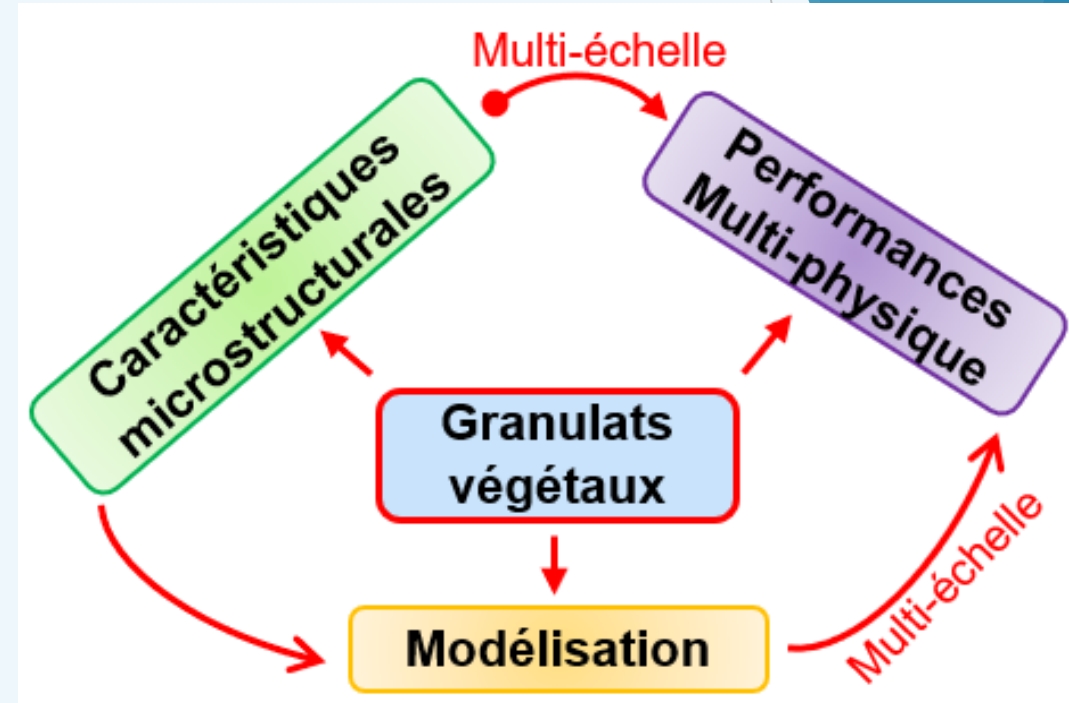 Multi-échelle
Caractéristiques
microstructurales
Performances
Multi-physique
Granulats
végétaux
Modélisation
Multi-échelle